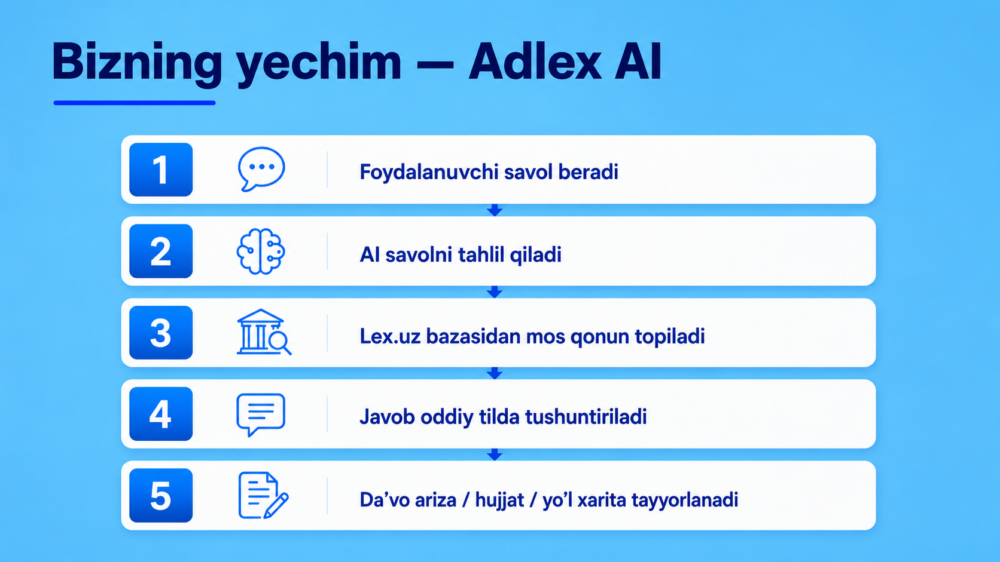 Bizning yechim — Adlex AI
1
Foydalanuvchi savol beradi
2
AI savolni tahlil qiladi
3
Lex.uz bazasidan mos qonun topiladi
4
Javob oddiy tilda tushuntiriladi
5
Da’vo ariza / hujjat / yo’l xarita tayyorlanadi